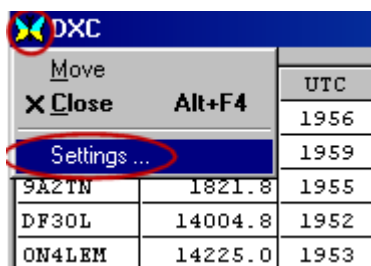 DXC
Move
UTC
Close Alt+F4
1956
Settings ... 1959
9A2TN 1821.8 1955
DF3OL 14004.8 1952
ON4LEM 14225.0 1953